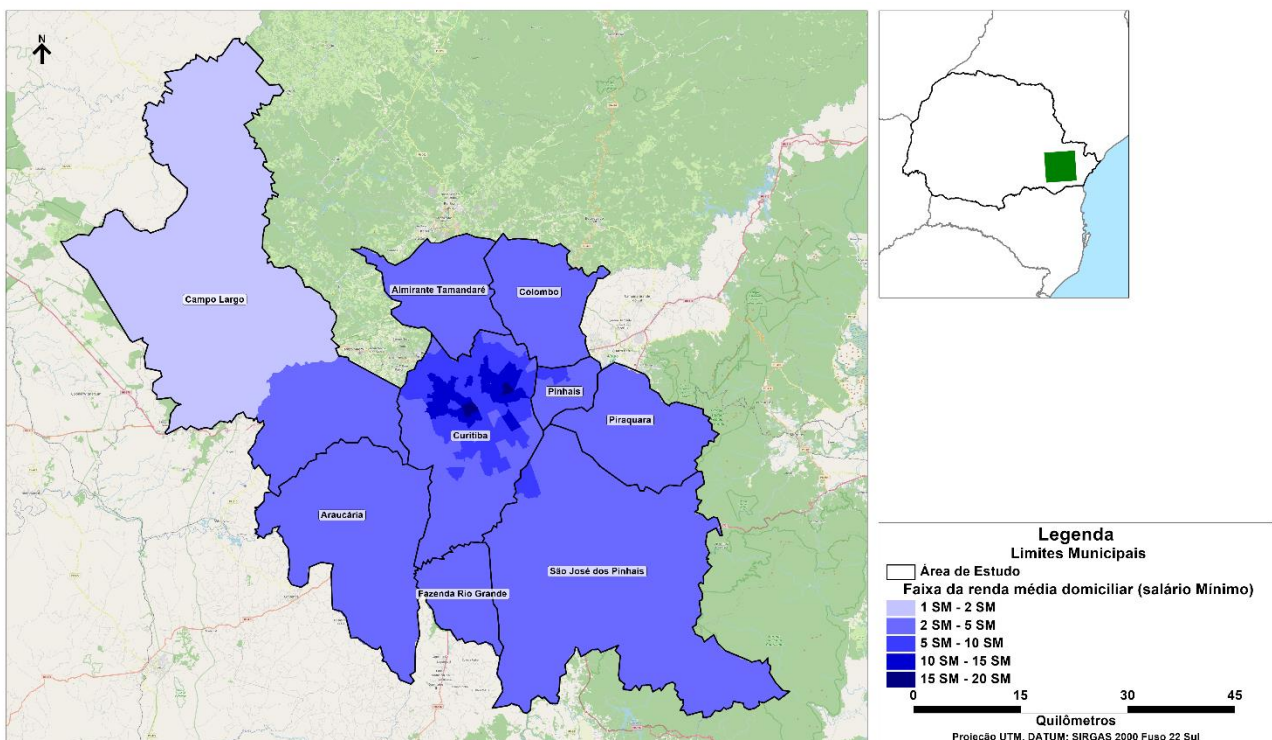 N
Campo Largo
Almirante Tamandaré
Colombo
Pinhais
Piraquara
Curitiba
Araucária
São José dos Pinhais
Fazenda Rio Grande
Legenda
Limites Municipais
Área de Estudo
Faixa da renda média domiciliar (salário Mínimo)
1 SM - 2 SM
2 SM - 5 SM
5 SM - 10 SM
10 SM - 15 SM
15 SM - 20 SM
0 15 30 45
Quilômetros
Projeção UTM, DATUM: SIRGAS 2000 Fuso 22 Sul